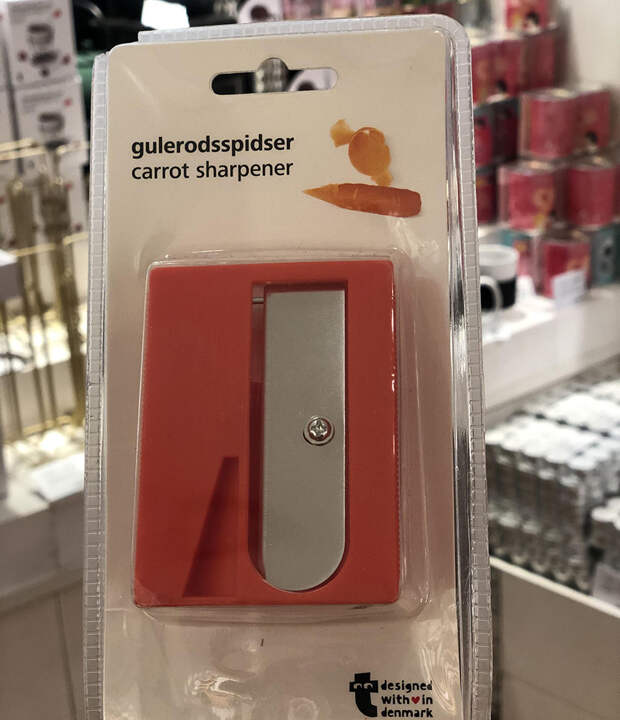 gulerodsspidser
carrot sharpener
designed
with♥in
denmark